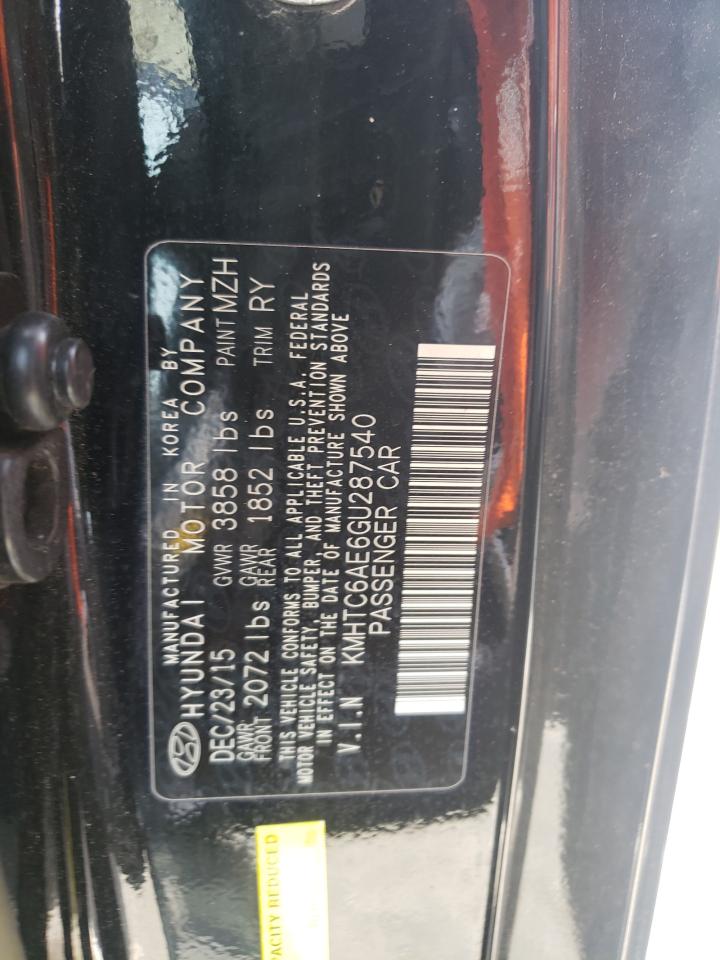 MANUFACTURED IN KOREA BY
HYUNDAI MOTOR COMPANY
DEC/23/15 GVWR 3858 lbs PAINT MZH
GAWR FRONT 2072 lbs GAWR REAR 1852 lbs TRIM RY
THIS VEHICLE CONFORMS TO ALL APPLICABLE U.S.A. FEDERAL
MOTOR VEHICLE SAFETY, BUMPER, AND THEFT PREVENTION STANDARDS
IN EFFECT ON THE DATE OF MANUFACTURE SHOWN ABOVE
V.I.N KMHTC6AE6GU287540
PASSENGER CAR
REDUCED